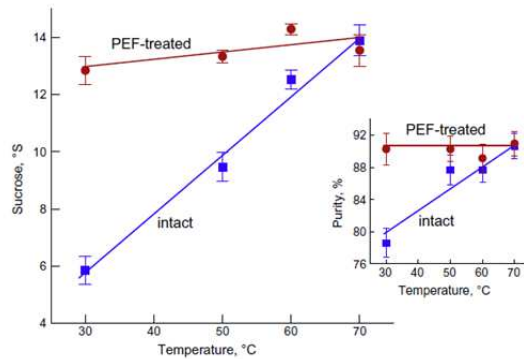 14
12
10
8
6
4
Sucrose, °S
PEF-treated
intact
30 40 50 60 70
Temperature, °C
92
88
84
80
76
Purity, %
PEF-treated
intact
30 40 50 60 70
Temperature, °C